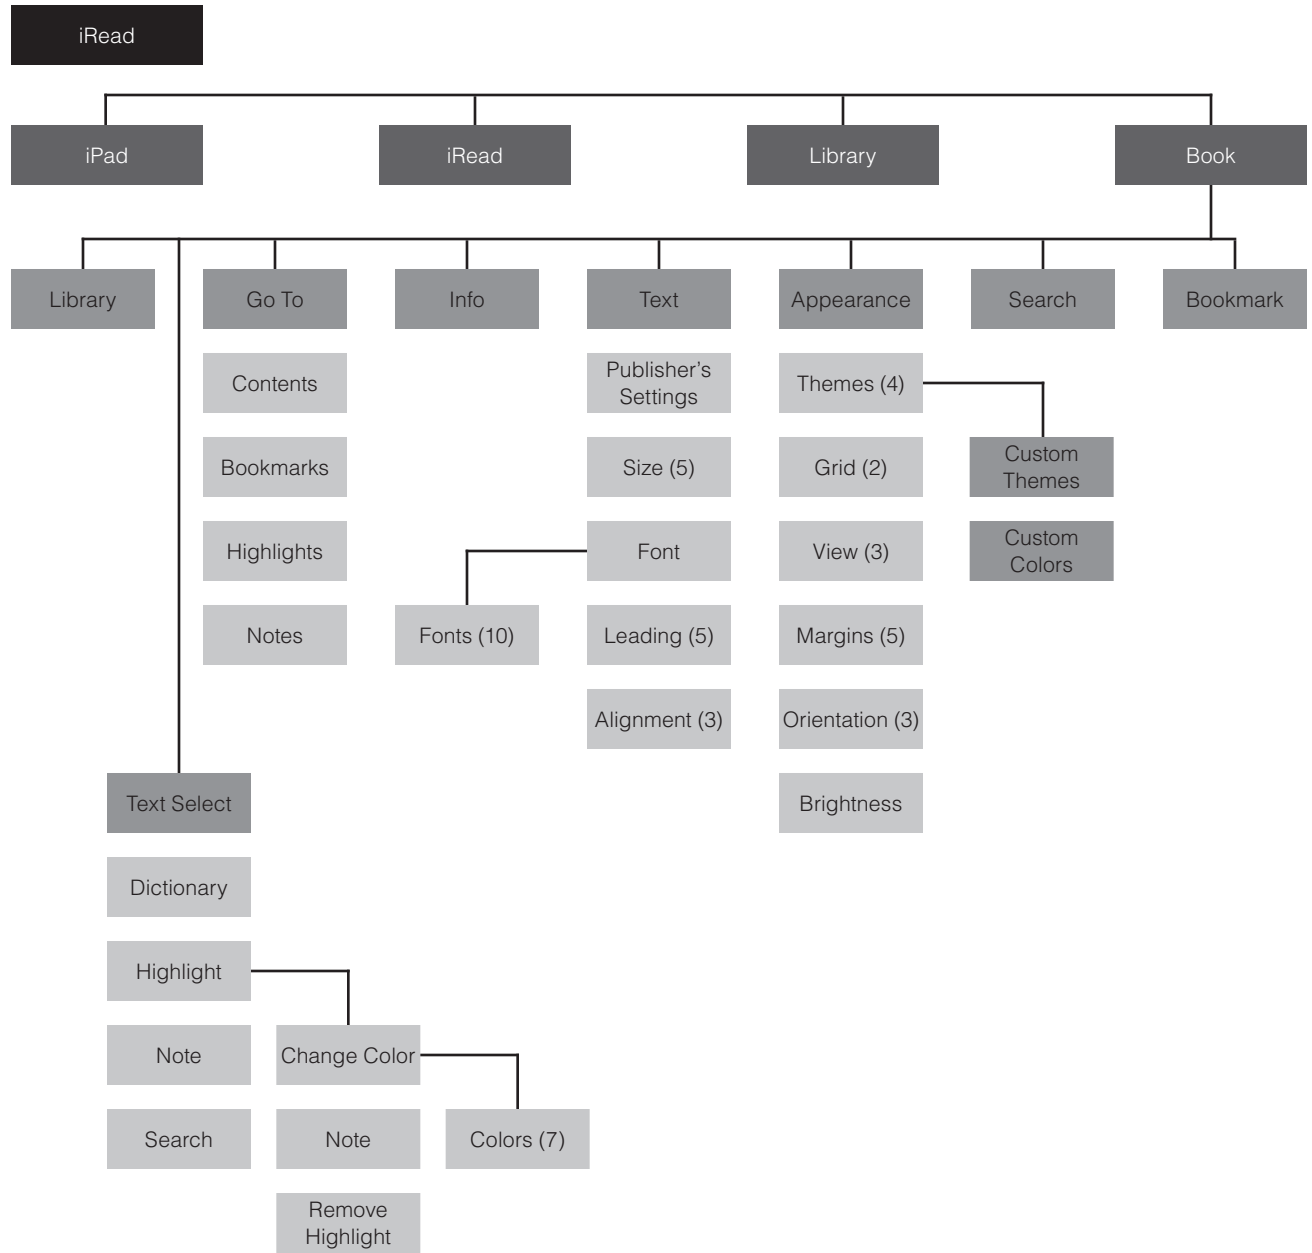 iRead
iPad
iRead
Library
Book
Library
Go To
Info
Text
Appearance
Search
Bookmark
Contents
Publisher's
Settings
Themes (4)
Bookmarks
Size (5)
Grid (2)
Custom
Themes
Highlights
Font
View (3)
Custom
Colors
Notes
Fonts (10)
Leading (5)
Margins (5)
Alignment (3)
Orientation (3)
Text Select
Brightness
Dictionary
Highlight
Note
Change Color
Search
Note
Colors (7)
Remove
Highlight